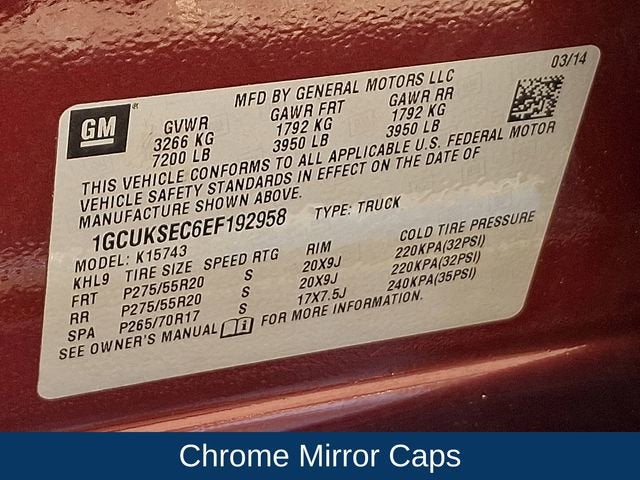 03/14
MFD BY GENERAL MOTORS LLC
GM
GVWR GAWR FRT GAWR RR
3266 KG 1792 KG 1792 KG
7200 LB 3950 LB 3950 LB
THIS VEHICLE CONFORMS TO ALL APPLICABLE U.S. FEDERAL MOTOR
VEHICLE SAFETY STANDARDS IN EFFECT ON THE DATE OF
MANUFACTURE SHOWN ABOVE.
1GCUKSEC6EF192958 TYPE: TRUCK
MODEL: K15743
KHL9 TIRE SIZE SPEED RTG RIM COLD TIRE PRESSURE
FRT P275/55R20 S 20X9J 220KPA(32PSI)
RR P275/55R20 S 20X9J 220KPA(32PSI)
SPA P265/70R17 S 17X7.5J 240KPA(35PSI)
SEE OWNER'S MANUAL FOR MORE INFORMATION.
Chrome Mirror Caps